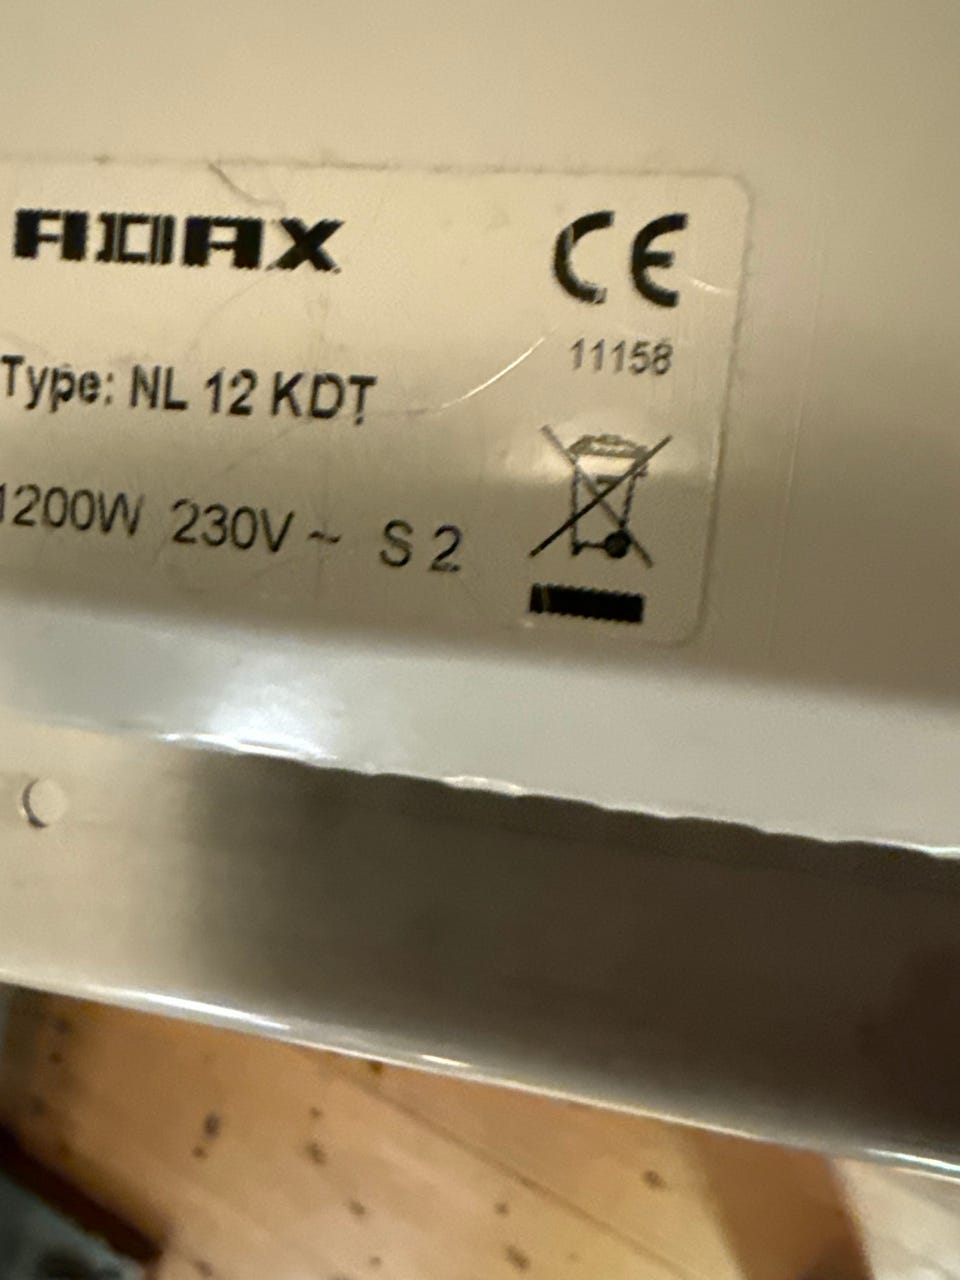 ADAX
CE
11158
Type: NL 12 KDT
1200W 230V ~ S 2